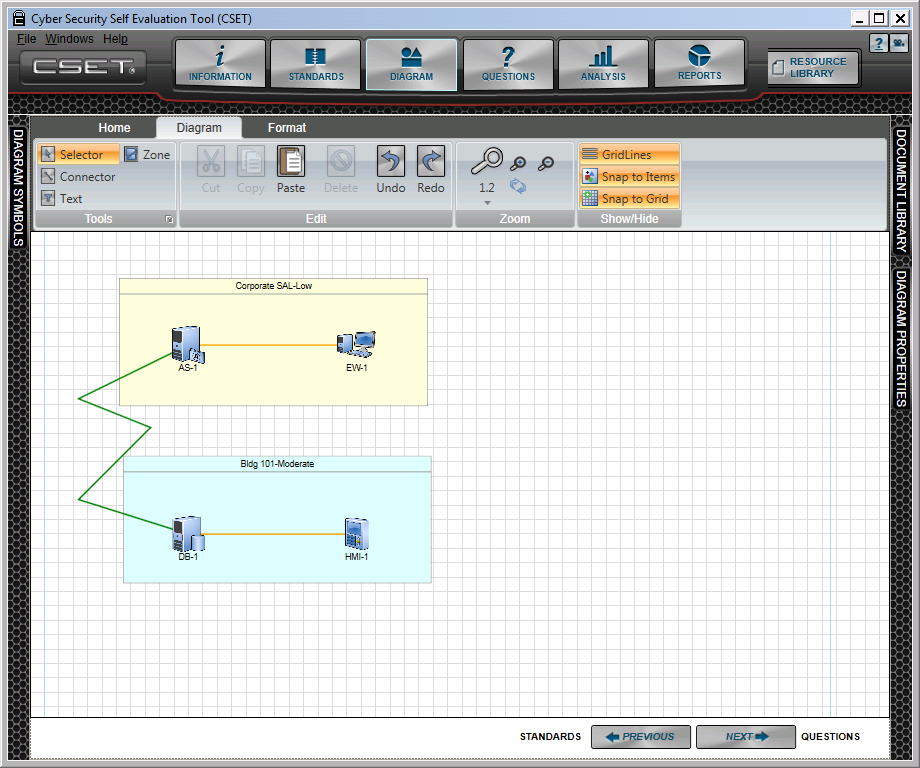 Cyber Security Self Evaluation Tool (CSET)
File Windows Help
CSET
INFORMATION
STANDARDS
DIAGRAM
QUESTIONS
ANALYSIS
REPORTS
RESOURCE
LIBRARY
Home Diagram Format
Selector Zone
Connector
Text
Tools
Cut Copy Paste Delete Undo Redo
Edit
1.2
Zoom
GridLines
Snap to Items
Snap to Grid
Show/Hide
DIAGRAM SYMBOLS
DOCUMENT LIBRARY
DIAGRAM PROPERTIES
Corporate SAL-Low
AS-1 EW-1
Bldg 101-Moderate
DB-1 HMI-1
STANDARDS PREVIOUS NEXT QUESTIONS